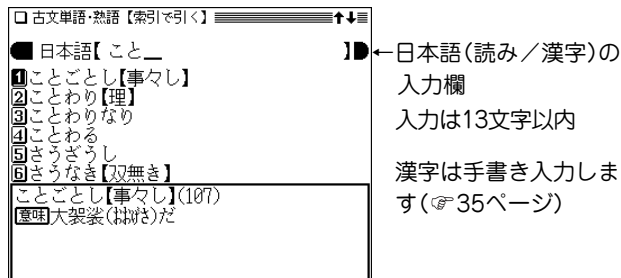 古文単語･熟語【索引で引く】
日本語【こと_ 】
1ことごとし【事々し】
2ことわり【理】
3ことわりなり
4ことわる
5さうざうし
6さうなき【双無き】
ことごとし【事々し】(107)
意味大袈裟(おおげさ)だ
←日本語(読み／漢字)の
入力欄
入力は13文字以内
漢字は手書き入力しま
す(☞35ページ)